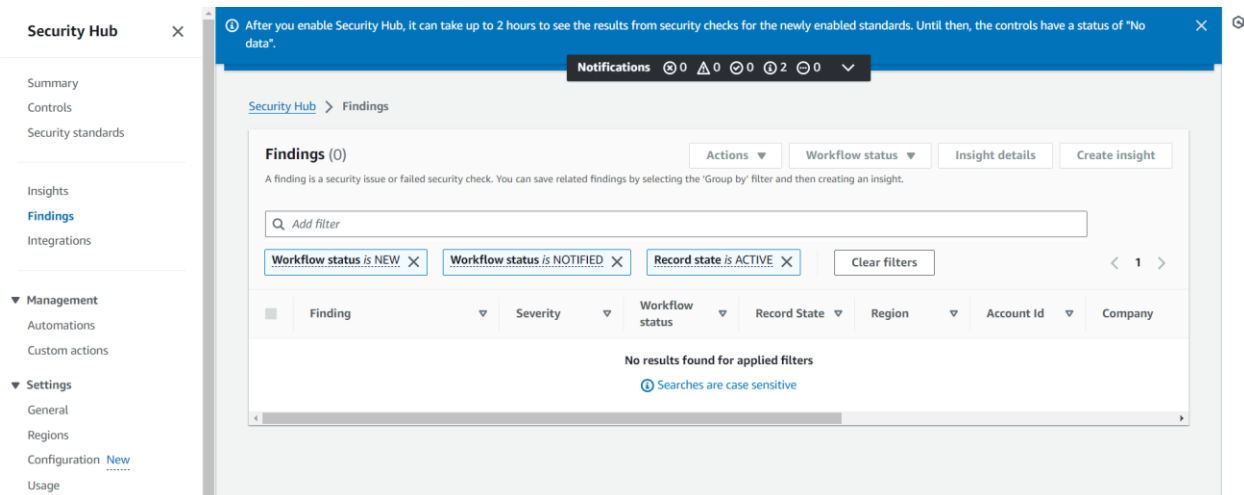 Security Hub
Summary
Controls
Security standards
Insights
Findings
Integrations
Management
Automations
Custom actions
Settings
General
Regions
Configuration New
Usage
After you enable Security Hub, it can take up to 2 hours to see the results from security checks for the newly enabled standards. Until then, the controls have a status of "No
data".
Notifications 0 0 0 2 0
Security Hub > Findings
Findings (0)
Actions Workflow status Insight details Create insight
A finding is a security issue or failed security check. You can save related findings by selecting the 'Group by' filter and then creating an insight.
Add filter
Workflow status is NEW Workflow status is NOTIFIED Record state is ACTIVE Clear filters < 1 >
Finding Severity Workflow status Record State Region Account Id Company
No results found for applied filters
Searches are case sensitive